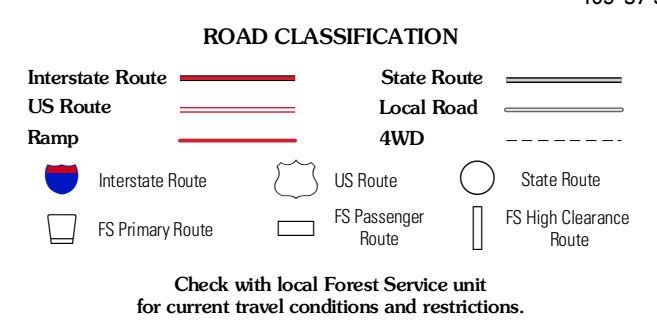 ROAD CLASSIFICATION
Interstate Route
State Route
US Route
Local Road
Ramp
4WD
Interstate Route
US Route
State Route
FS Primary Route
FS Passenger
Route
FS High Clearance
Route
Check with local Forest Service unit
for current travel conditions and restrictions.